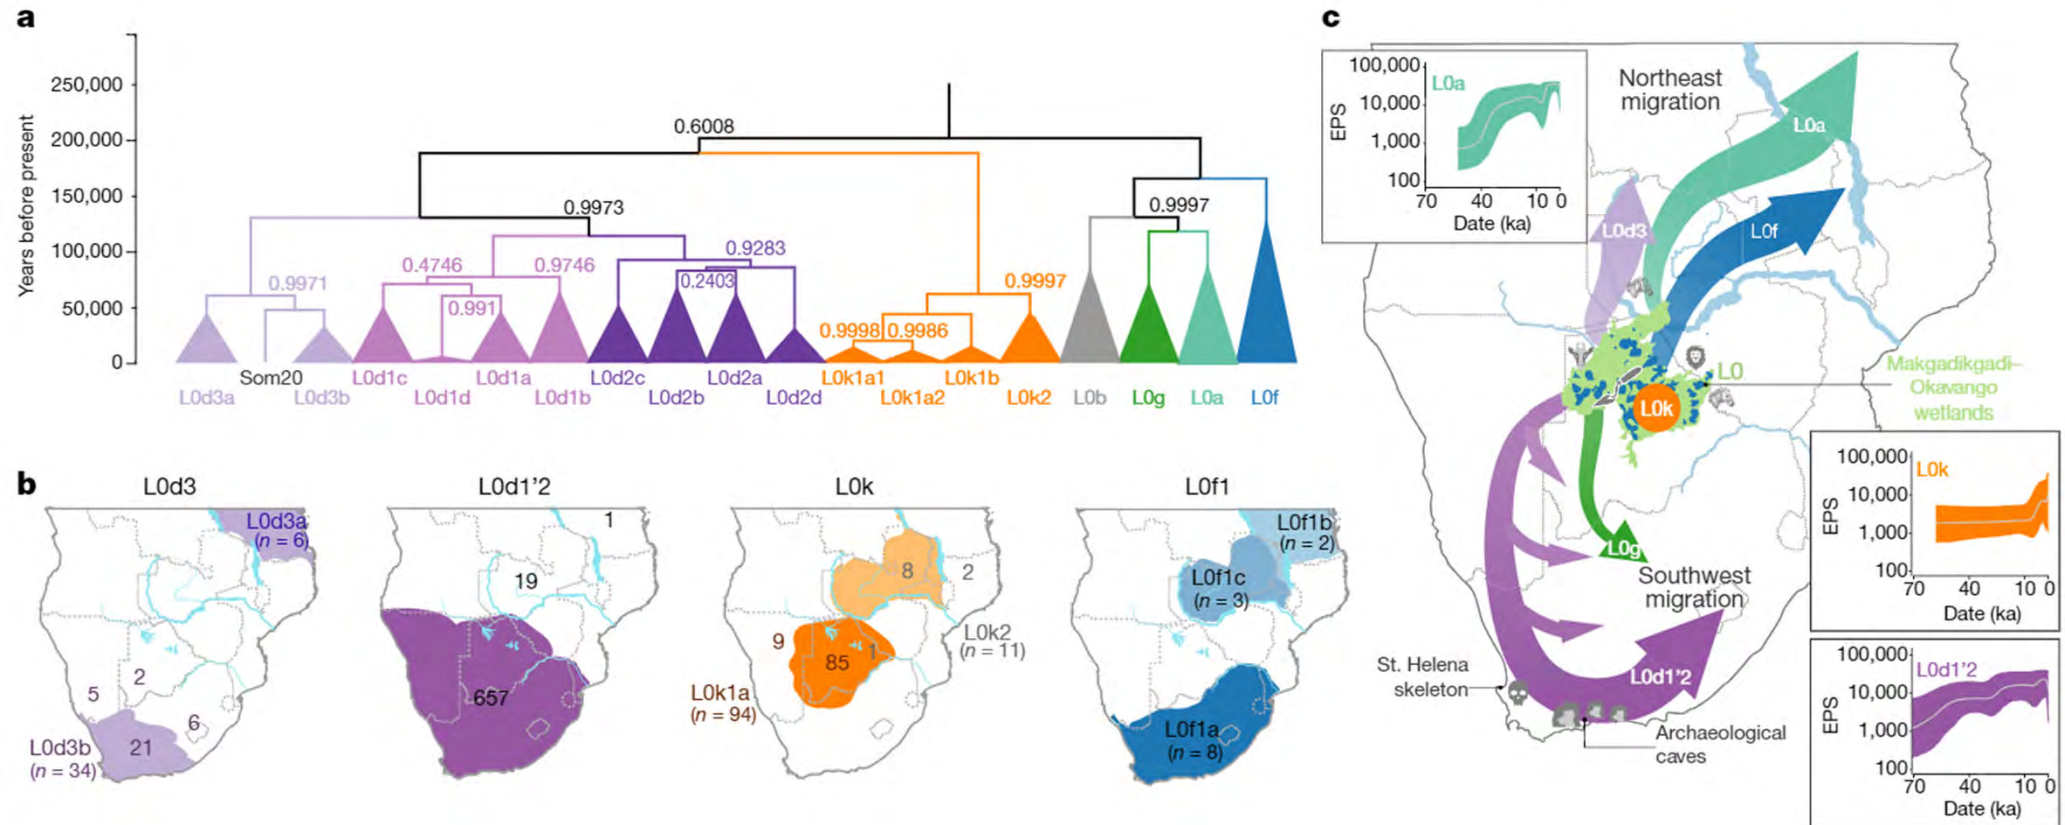 a
Years before present
250,000
200,000
150,000
100,000
50,000
0
0.6008
0.9973
0.9997
0.9283
0.4746
0.9746
0.9971
0.2403
0.9997
0.991
0.9998
0.9986
Som20
L0d1c
L0d1a
L0d2c
L0d2a
L0k1a1
L0k1b
L0d3a
L0d3b
L0d1d
L0d1b
L0d2b
L0d2d
L0k1a2
L0k2
L0b
L0g
L0a
L0f
b
L0d3
L0d3a
(n = 6)
2
5
6
21
L0d3b
(n = 34)
L0d1’2
1
19
657
L0k
8
2
9
85
1
L0k2
(n = 11)
L0k1a
(n = 94)
L0f1
L0f1b
(n = 2)
L0f1c
(n = 3)
L0f1a
(n = 8)
c
100,000
10,000
1,000
100
EPS
L0a
70
40
10
0
Date (ka)
Northeast
migration
L0a
L0d3
L0f
L0
L0k
Makgadikgadi–
Okavango
wetlands
L0g
Southwest
migration
L0d1’2
St. Helena
skeleton
Archaeological
caves
100,000
10,000
1,000
100
EPS
L0k
70
40
10
0
Date (ka)
100,000
10,000
1,000
100
EPS
L0d1’2
70
40
10
0
Date (ka)